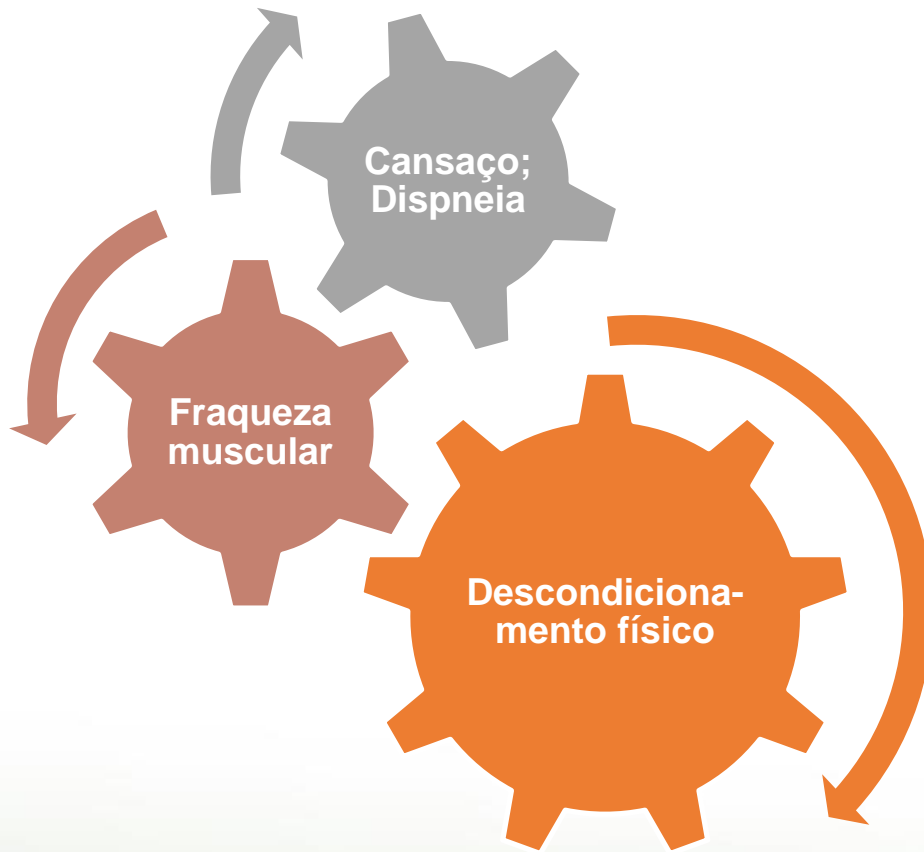 Cansaço;
Dispneia
Fraqueza
muscular
Descondiciona-
mento físico